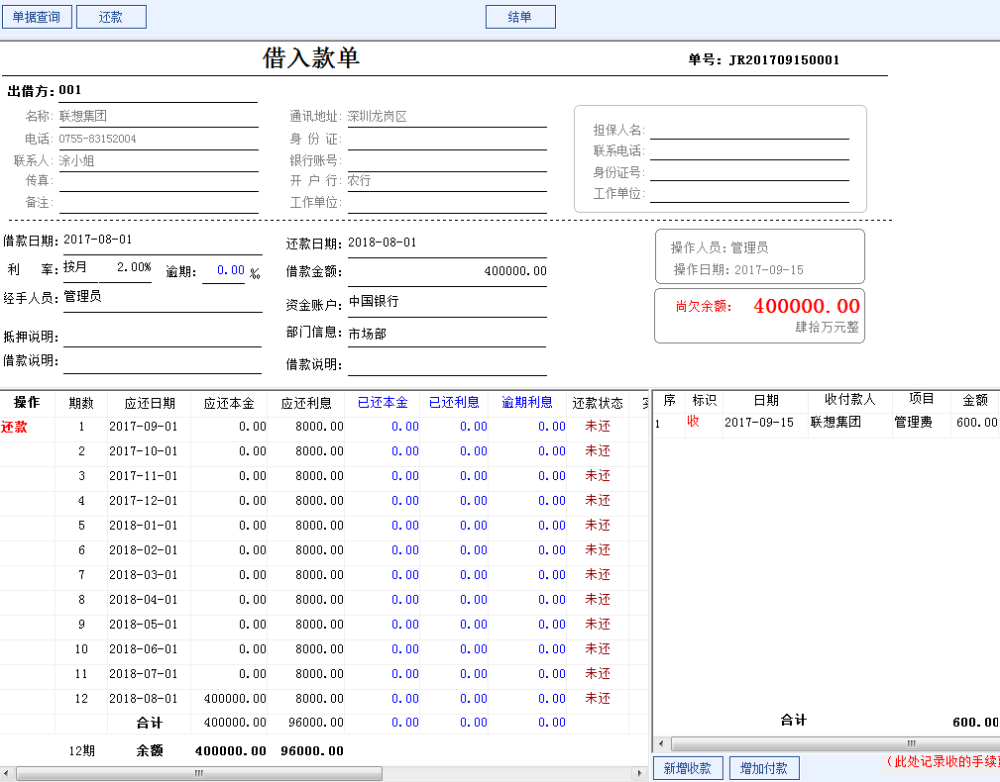 单据查询 还款 结单
借入款单 单号: JR201709150001
出借方: 001
名称: 联想集团 通讯地址: 深圳龙岗区
电话: 0755-83152004 身 份 证:
联系人: 涂小姐 银行账号:
传真: 开 户 行: 农行
备注: 工作单位:
担保人名:
联系电话:
身份证号:
工作单位:
借款日期: 2017-08-01 还款日期: 2018-08-01
利 率: 按月 2.00% 逾期: 0.00 ‰ 借款金额: 400000.00
经手人员: 管理员 资金账户: 中国银行
抵押说明: 部门信息: 市场部
借款说明: 借款说明:
操作人员: 管理员
操作日期: 2017-09-15
尚欠余额: 400000.00
肆拾万元整
操作 期数 应还日期 应还本金 应还利息 已还本金 已还利息 逾期利息 还款状态
还款 1 2017-09-01 0.00 8000.00 0.00 0.00 0.00 未还
2 2017-10-01 0.00 8000.00 0.00 0.00 0.00 未还
3 2017-11-01 0.00 8000.00 0.00 0.00 0.00 未还
4 2017-12-01 0.00 8000.00 0.00 0.00 0.00 未还
5 2018-01-01 0.00 8000.00 0.00 0.00 0.00 未还
6 2018-02-01 0.00 8000.00 0.00 0.00 0.00 未还
7 2018-03-01 0.00 8000.00 0.00 0.00 0.00 未还
8 2018-04-01 0.00 8000.00 0.00 0.00 0.00 未还
9 2018-05-01 0.00 8000.00 0.00 0.00 0.00 未还
10 2018-06-01 0.00 8000.00 0.00 0.00 0.00 未还
11 2018-07-01 0.00 8000.00 0.00 0.00 0.00 未还
12 2018-08-01 400000.00 8000.00 0.00 0.00 0.00 未还
合计 400000.00 96000.00 0.00 0.00 0.00
12期 余额 400000.00 96000.00
序 标识 日期 收付款人 项目 金额
1 收 2017-09-15 联想集团 管理费 600.00
合计 600.00
新增收款 增加付款 (此处记录收的手续